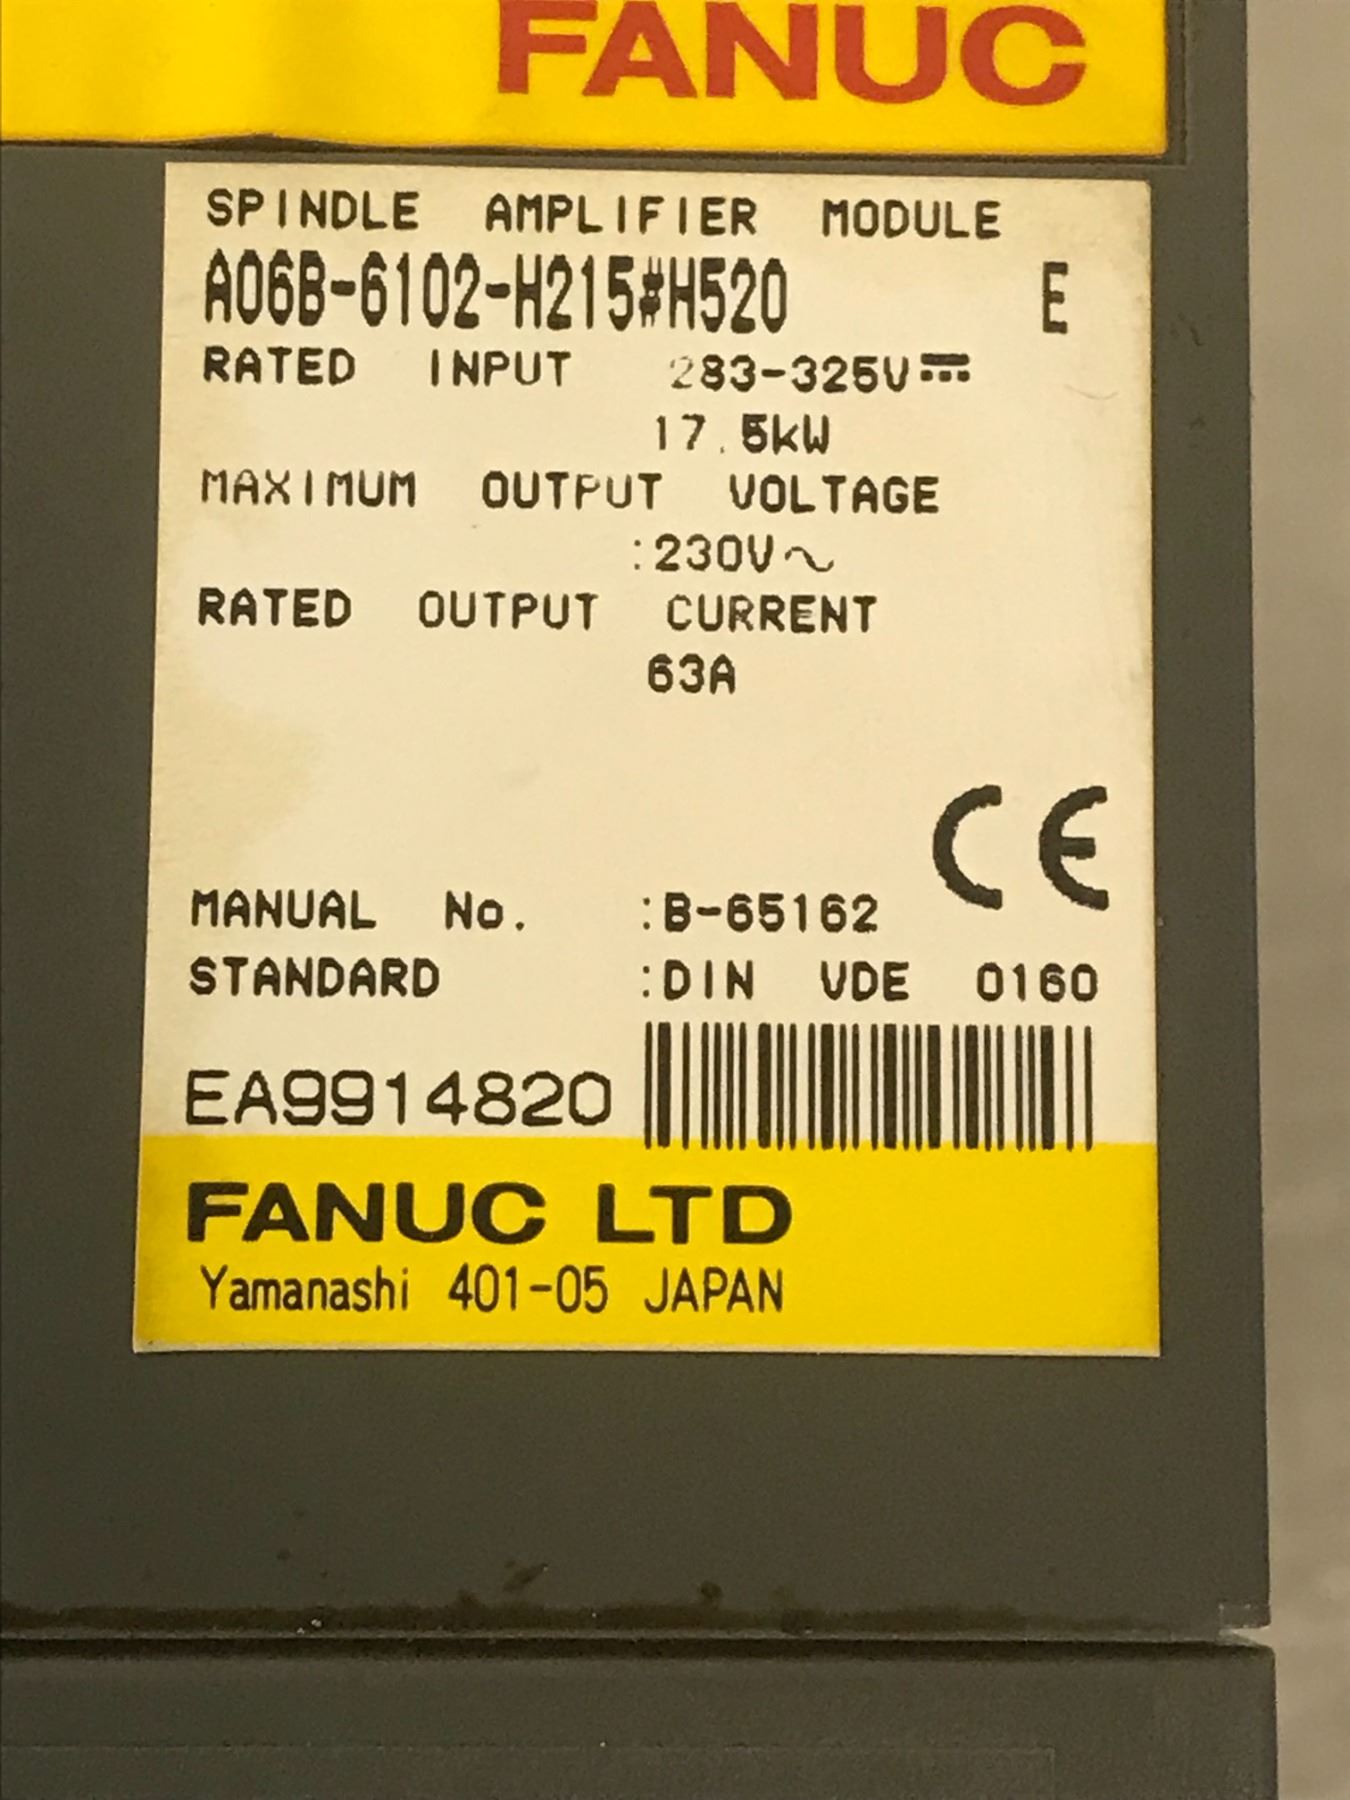 FANUC
SPINDLE AMPLIFIER MODULE
A06B-6102-H215#H520 E
RATED INPUT 283-325V⎓
17.5kW
MAXIMUM OUTPUT VOLTAGE
:230V~
RATED OUTPUT CURRENT
63A
CE
MANUAL No. :B-65162
STANDARD :DIN VDE 0160
EA9914820
FANUC LTD
Yamanashi 401-05 JAPAN